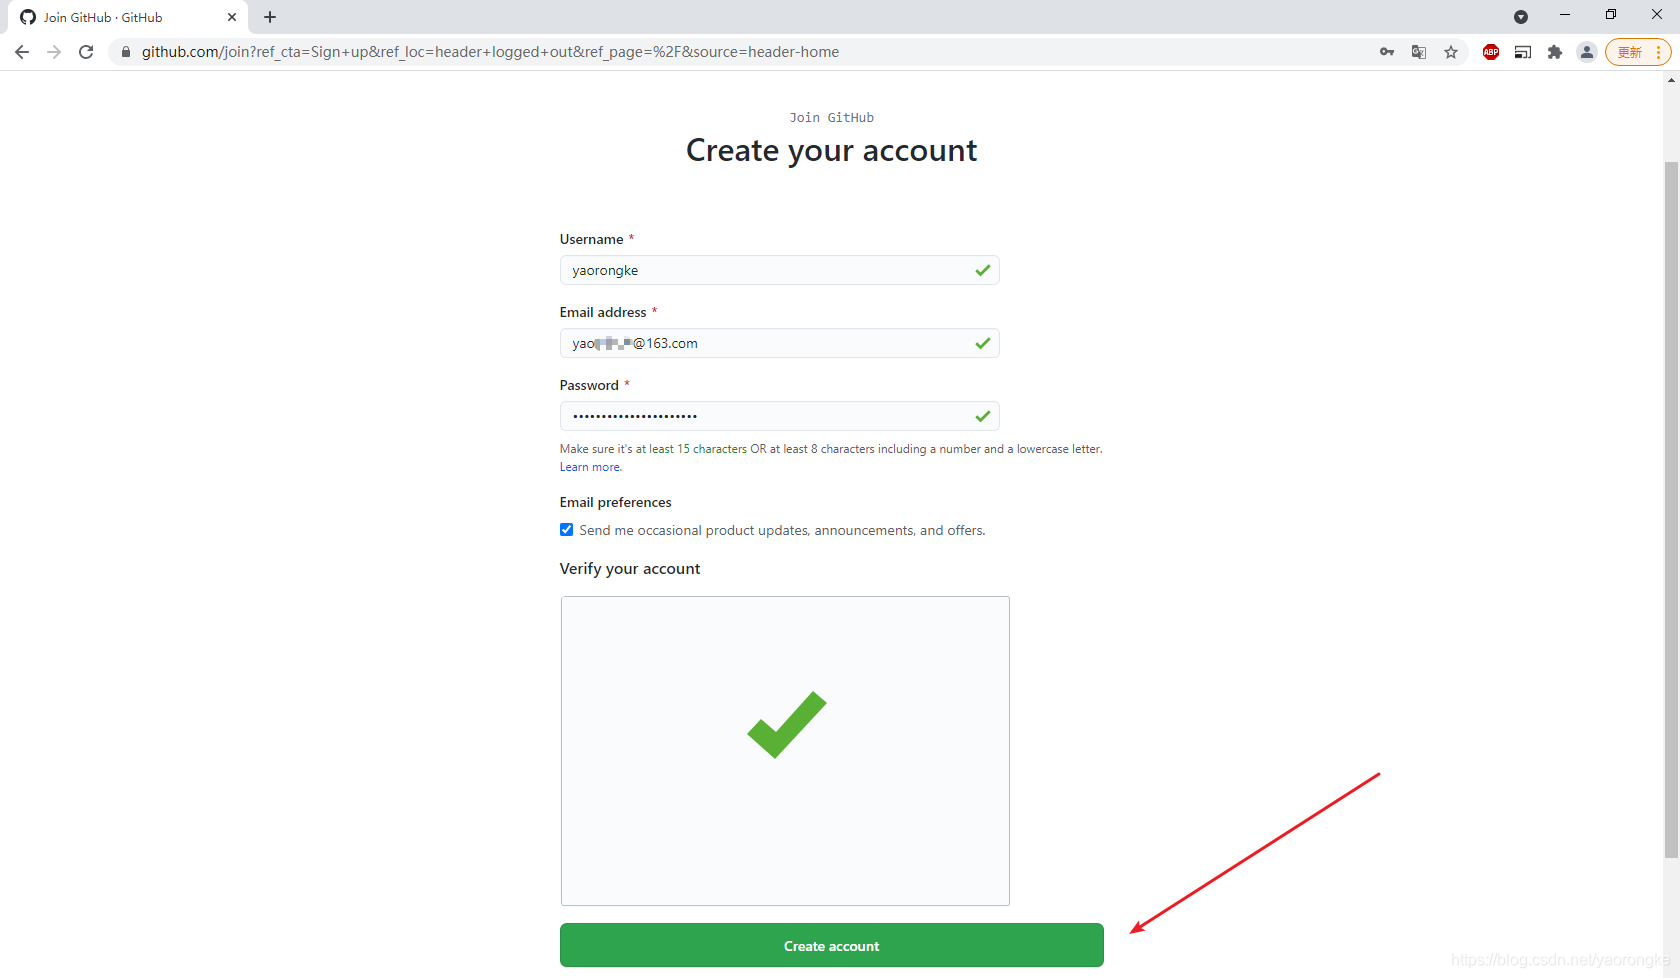 Join GitHub · GitHub
github.com/join?ref_cta=Sign+up&ref_loc=header+logged+out&ref_page=%2F&source=header-home
ABP
更新
Join GitHub
Create your account
Username *
yaorongke
Email address *
yao @163.com
Password *
••••••••••••••••••••••
Make sure it's at least 15 characters OR at least 8 characters including a number and a lowercase letter.
Learn more.
Email preferences
Send me occasional product updates, announcements, and offers.
Verify your account
Create account
https://blog.csdn.net/yaorongke